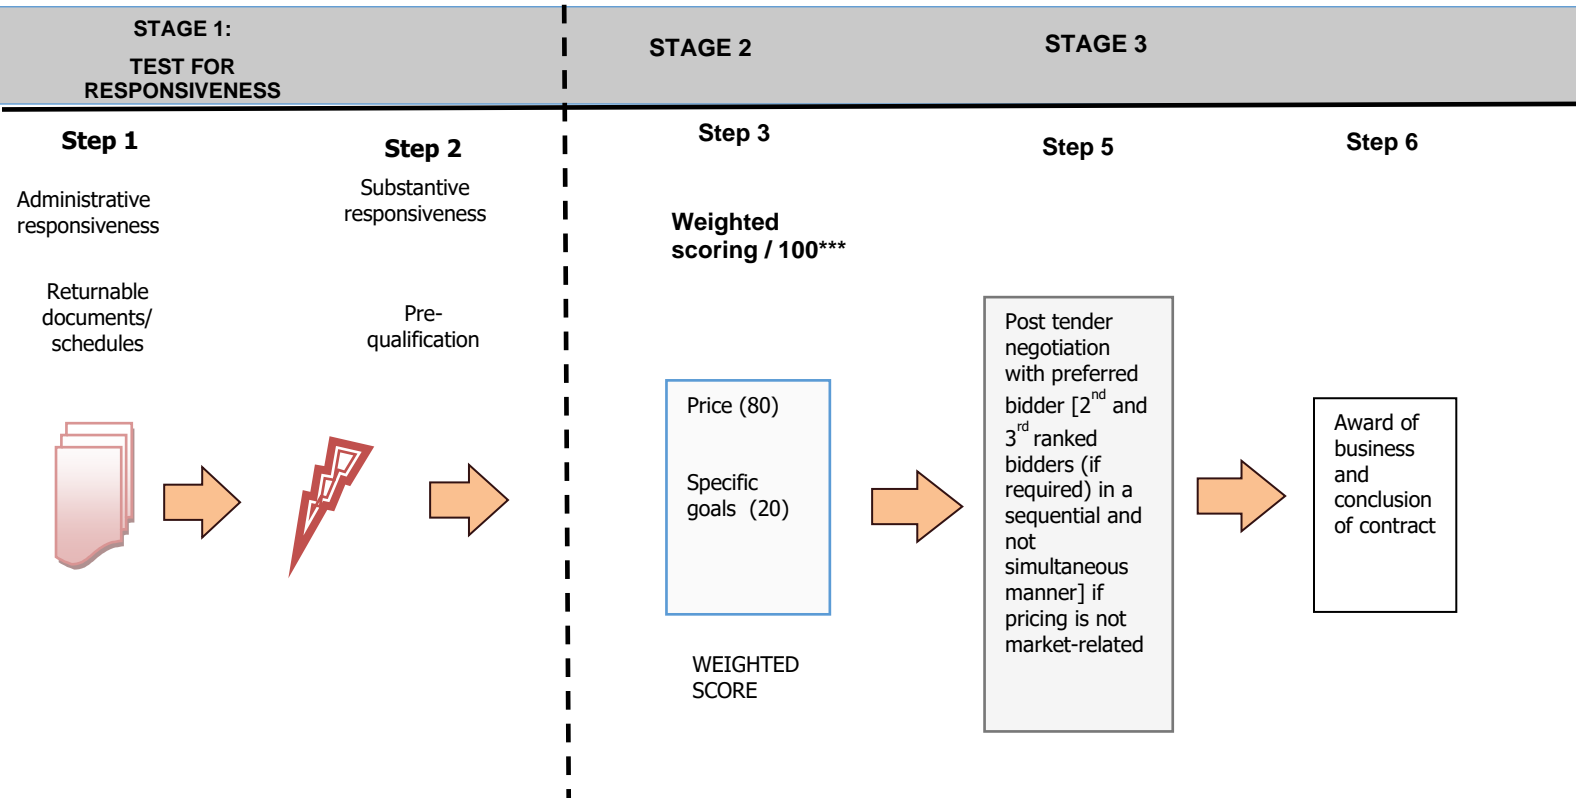 STAGE 1:
TEST FOR
RESPONSIVENESS
STAGE 2
STAGE 3
Step 1
Administrative
responsiveness
Returnable
documents/
schedules
Step 2
Substantive
responsiveness
Pre-
qualification
Step 3
Weighted
scoring / 100***
Price (80)
Specific
goals (20)
WEIGHTED
SCORE
Step 5
Post tender
negotiation
with preferred
bidder [2nd and
3rd ranked
bidders (if
required) in a
sequential and
not
simultaneous
manner] if
pricing is not
market-related
Step 6
Award of
business
and
conclusion
of contract